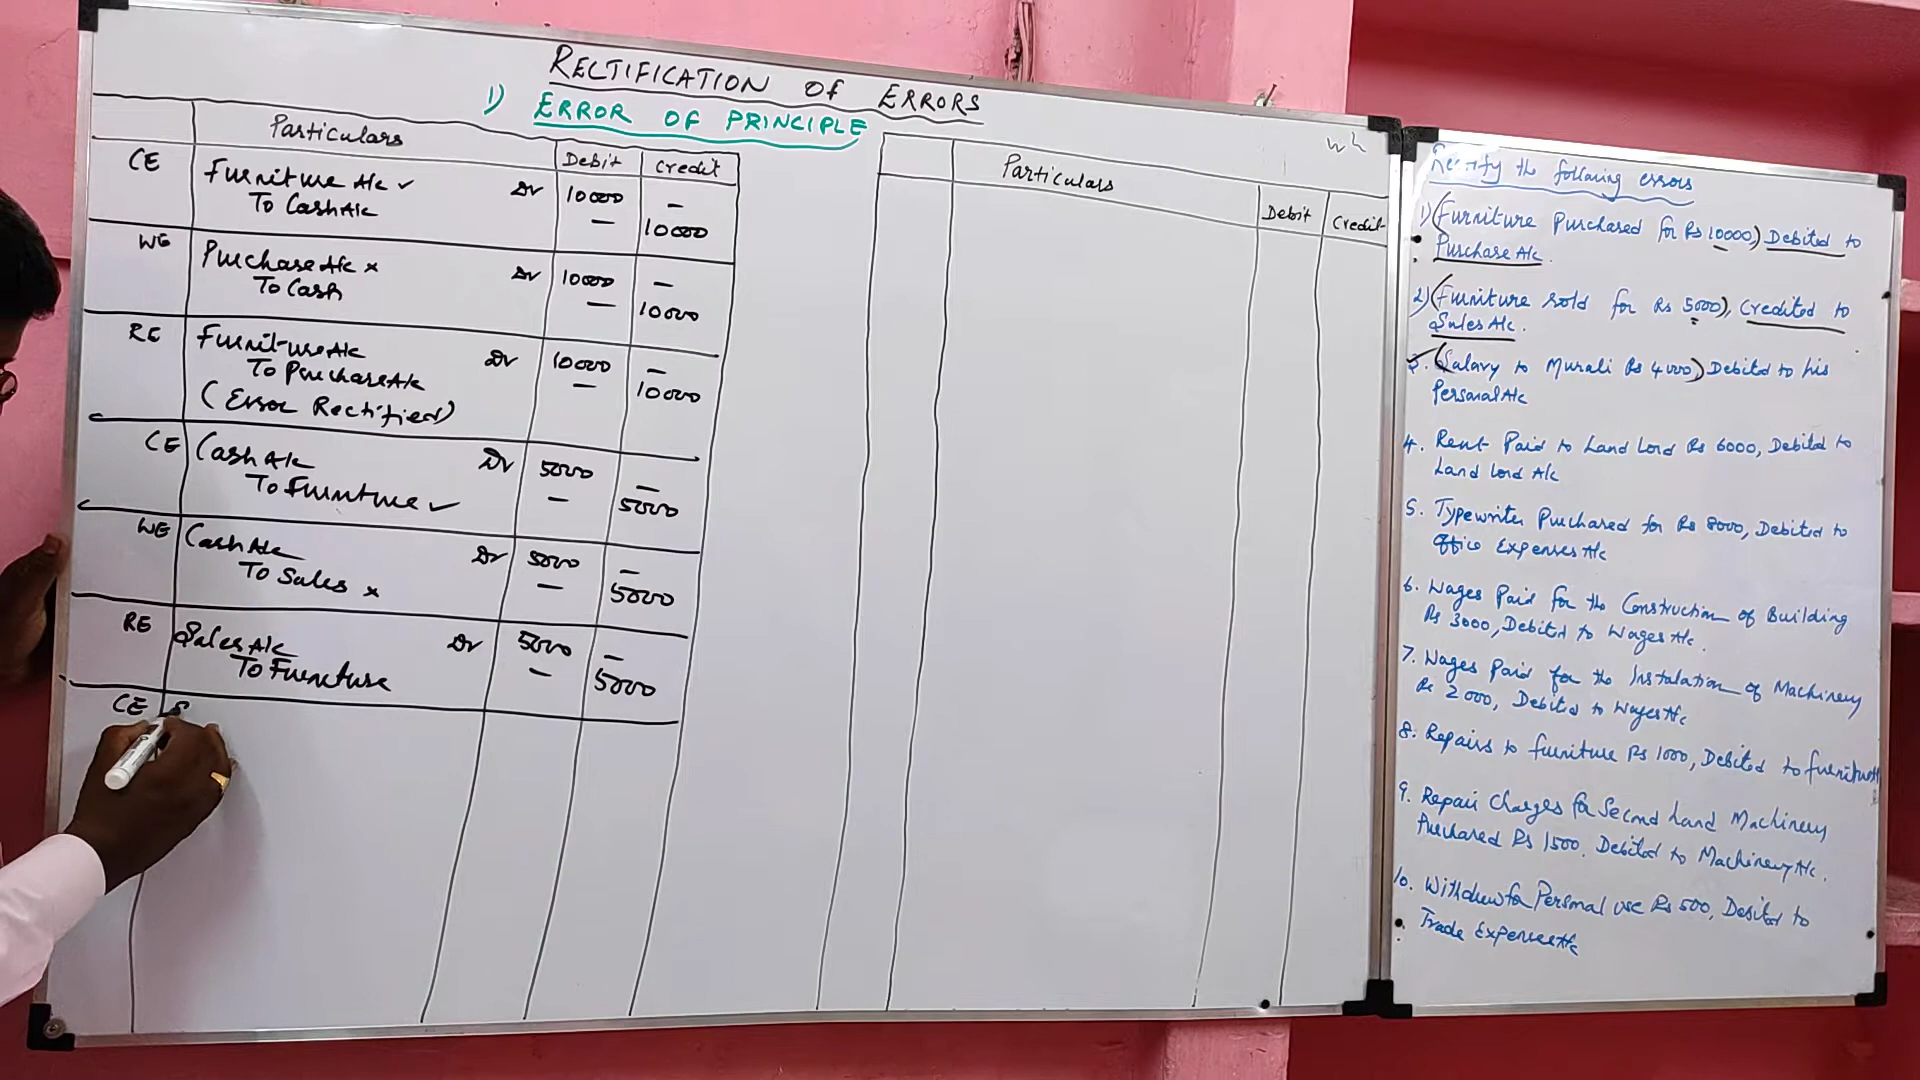 RECTIFICATION OF ERRORS
1) ERROR OF PRINCIPLE
Particulars Debit Credit
CE Furniture A/c ✓ Dr 10000 —
To Cash A/c — 10000
WE Purchase A/c × Dr 10000 —
To Cash — 10000
RE Furniture A/c Dr 10000 —
To Purchase A/c — 10000
(Error Rectified)
CE Cash A/c Dr 5000 —
To Furniture ✓ — 5000
WE Cash A/c Dr 5000 —
To Sales × — 5000
RE Sales A/c Dr 5000 —
To Furniture — 5000
CE S
Particulars Debit Credit
Rectify the following errors
1) (Furniture Purchased for Rs 10000,) Debited to
Purchase A/c.
2) (Furniture sold for Rs 5000), Credited to
Sales A/c.
3. (Salary to Murali Rs 4000) Debited to his
Personal A/c
4. Rent Paid to Land Lord Rs 6000, Debited to
Land lord A/c
5. Typewriter Purchased for Rs 8000, Debited to
Office Expenses A/c
6. Wages Paid for the Construction of Building
Rs 3000, Debited to Wages A/c.
7. Wages Paid for the Instalation of Machinery
Rs 2000, Debited to Wages A/c
8. Repairs to furniture Rs 1000, Debited to furniture
9. Repair Charges for Second Land Machinery
Purchared Rs 1500. Debited to Machinery A/c.
10. Withdrew for Personal use Rs 500, Debited to
Trade Expenses A/c